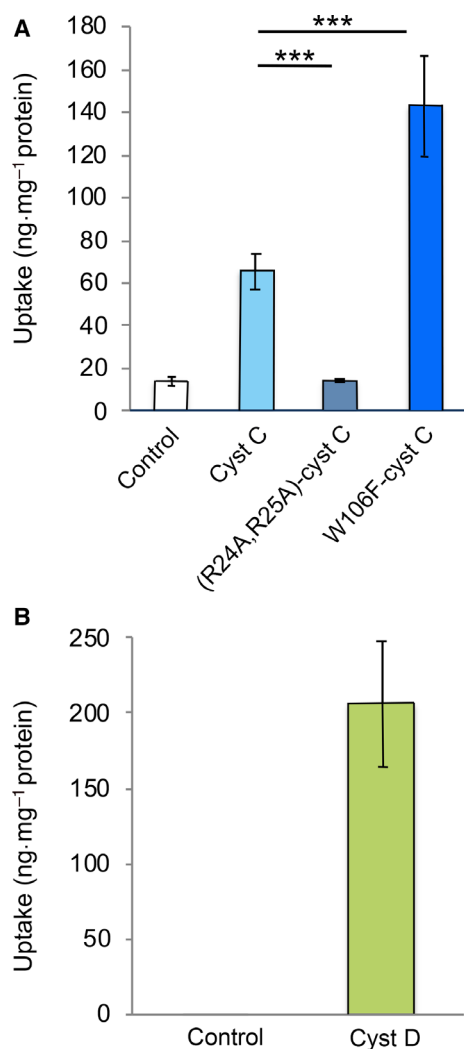 A
***
***
Uptake (ng·mg⁻¹ protein)
180
160
140
120
100
80
60
40
20
0
Control
Cyst C
(R24A,R25A)-cyst C
W106F-cyst C
B
Uptake (ng·mg⁻¹ protein)
250
200
150
100
50
0
Control
Cyst D